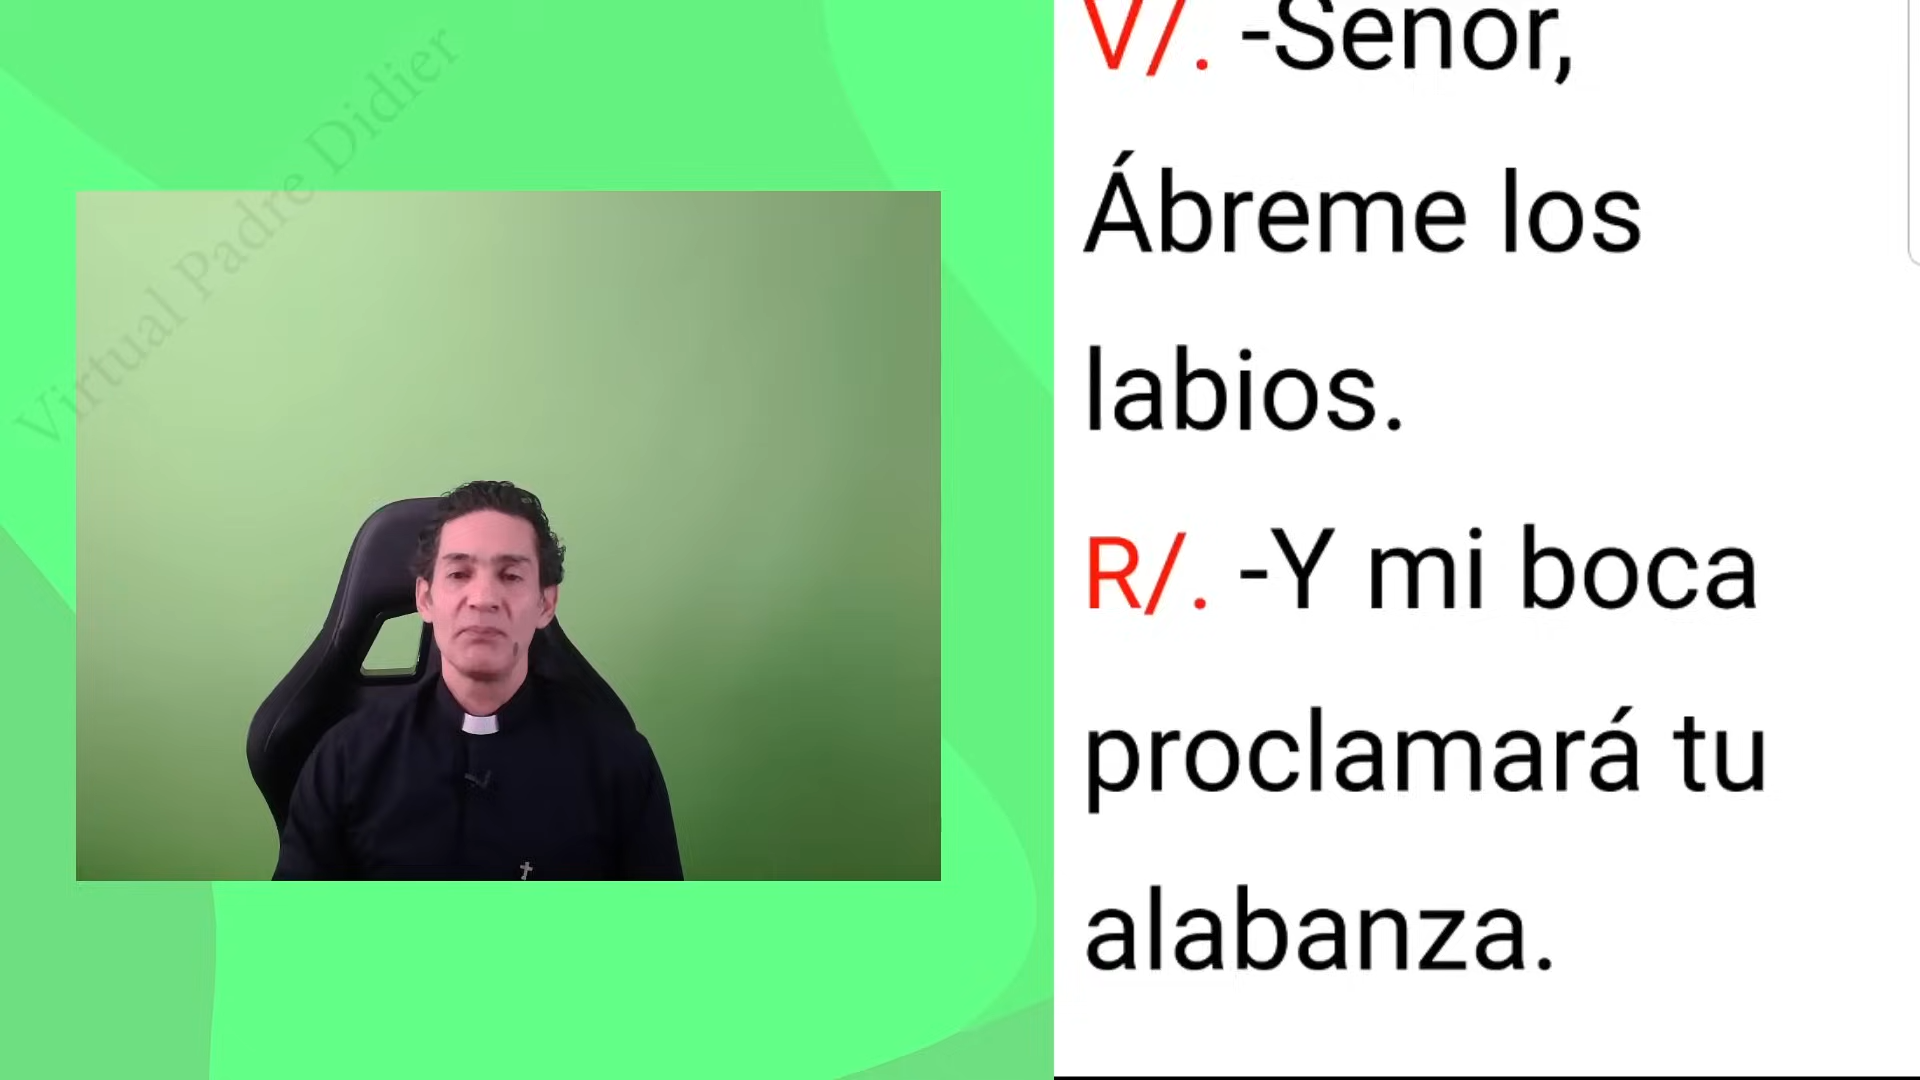 Virtual Padre Didier
V/. -Señor,
Ábreme los
labios.
R/. -Y mi boca
proclamará tu
alabanza.